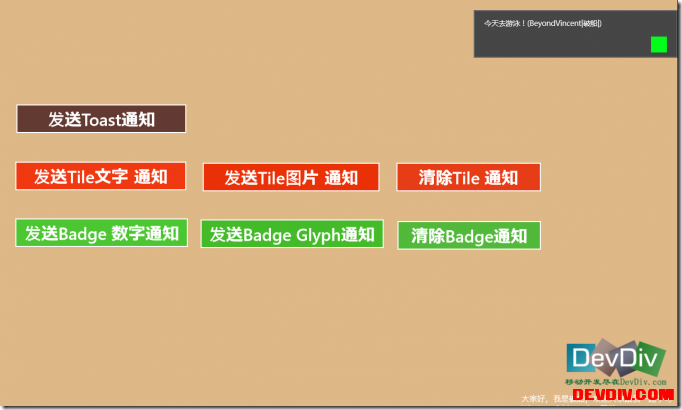 今天去游泳！(BeyondVincent|破船|)
发送Toast通知
发送Tile文字 通知
发送Tile图片 通知
清除Tile 通知
发送Badge 数字通知
发送Badge Glyph通知
清除Badge通知
DevDiv
移动开发尽在DevDiv.com
DEVDIV.COM
大家好，我是